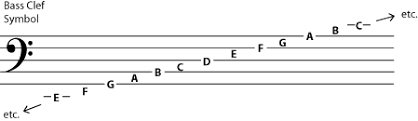 Bass Clef
Symbol
etc.
E F G A B C D E F G A B C
etc.